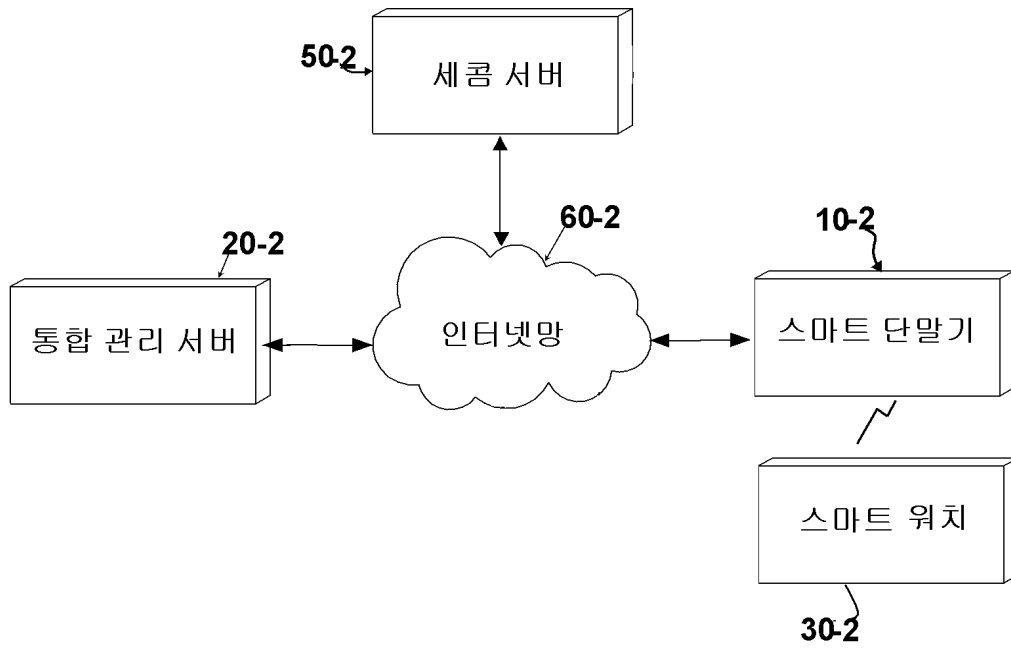 50-2
세콤 서버
60-2
10-2
20-2
통합 관리 서버
인터넷망
스마트 단말기
스마트 워치
30-2